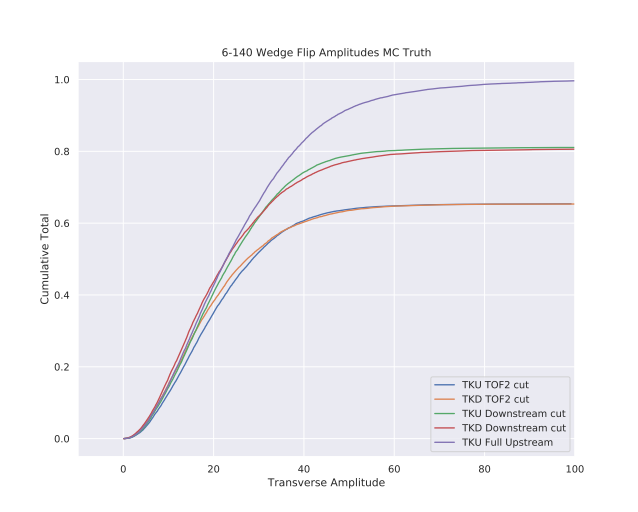 6-140 Wedge Flip Amplitudes MC Truth
1.0
0.8
0.6
0.4
0.2
0.0
Cumulative Total
0 20 40 60 80 100
Transverse Amplitude
TKU TOF2 cut
TKD TOF2 cut
TKU Downstream cut
TKD Downstream cut
TKU Full Upstream